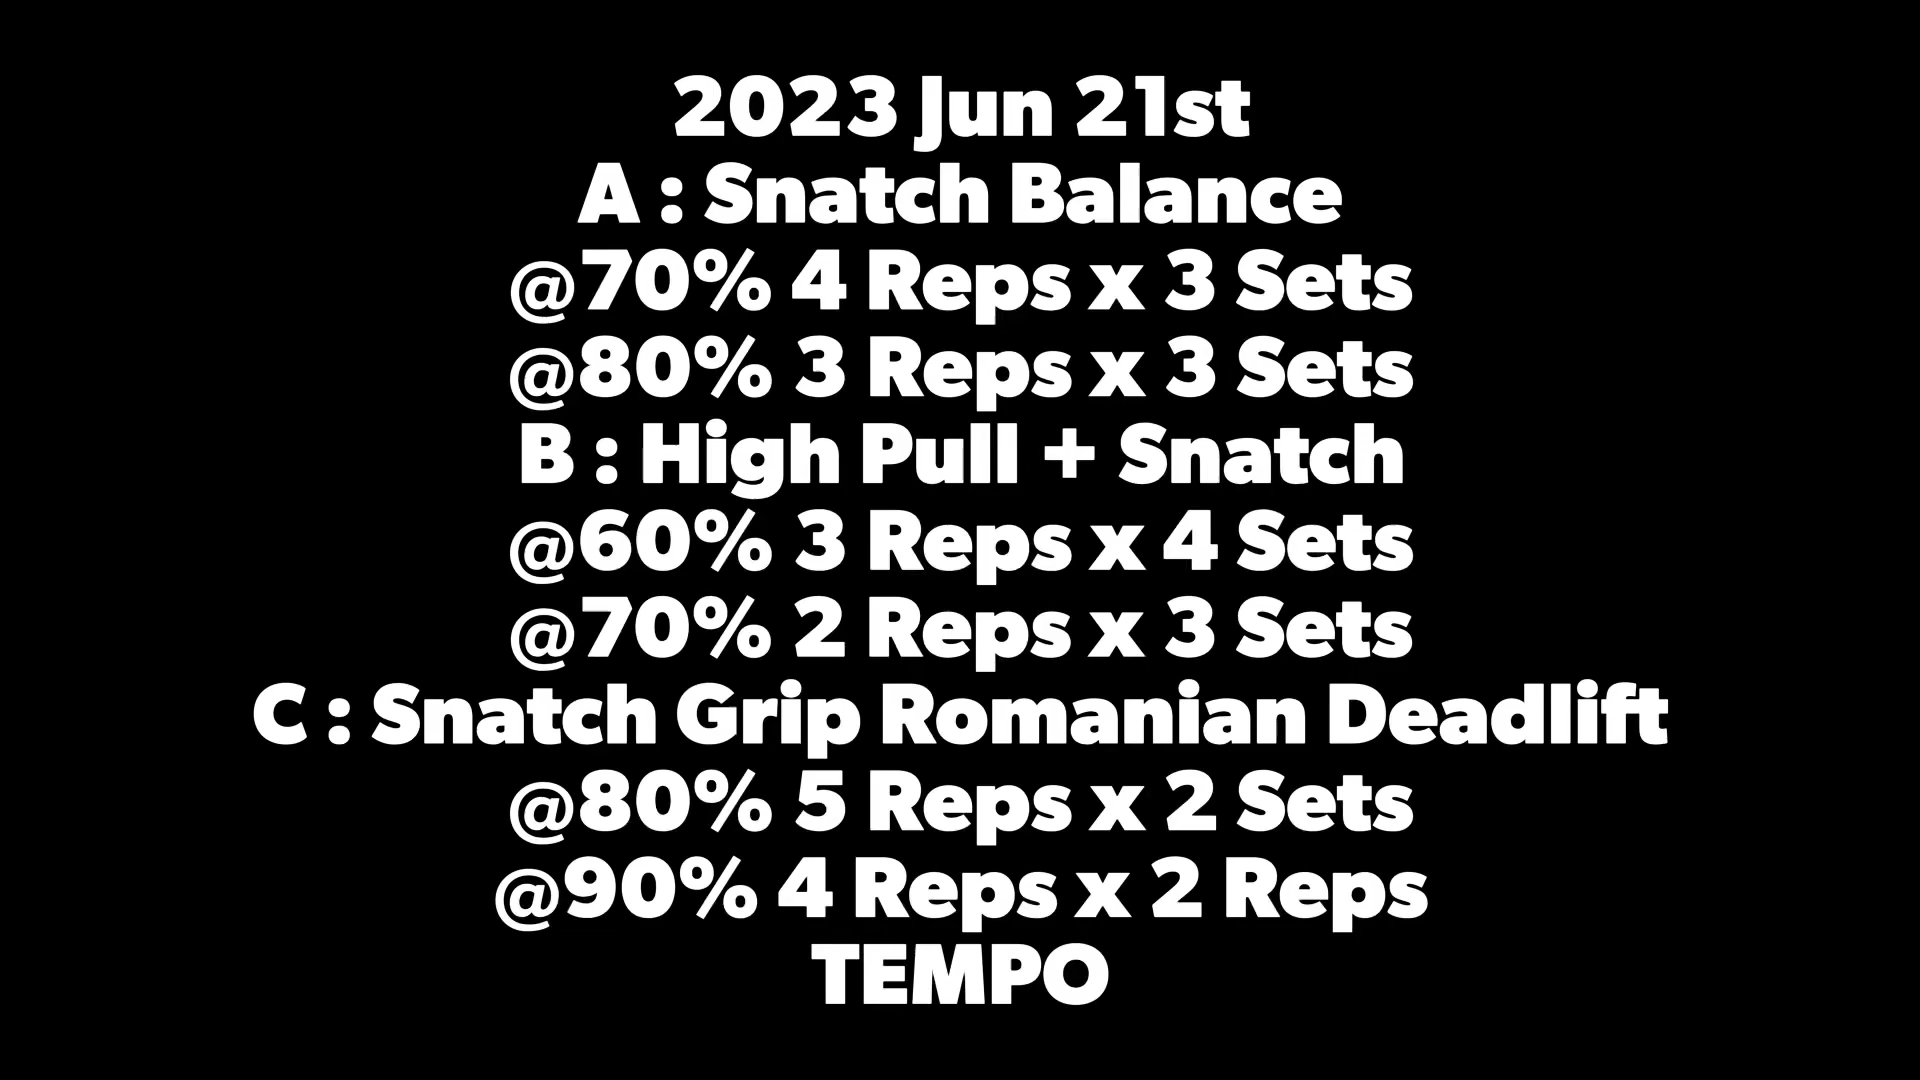 2023 Jun 21st
A : Snatch Balance
@70% 4 Reps x 3 Sets
@80% 3 Reps x 3 Sets
B : High Pull + Snatch
@60% 3 Reps x 4 Sets
@70% 2 Reps x 3 Sets
C : Snatch Grip Romanian Deadlift
@80% 5 Reps x 2 Sets
@90% 4 Reps x 2 Reps
TEMPO